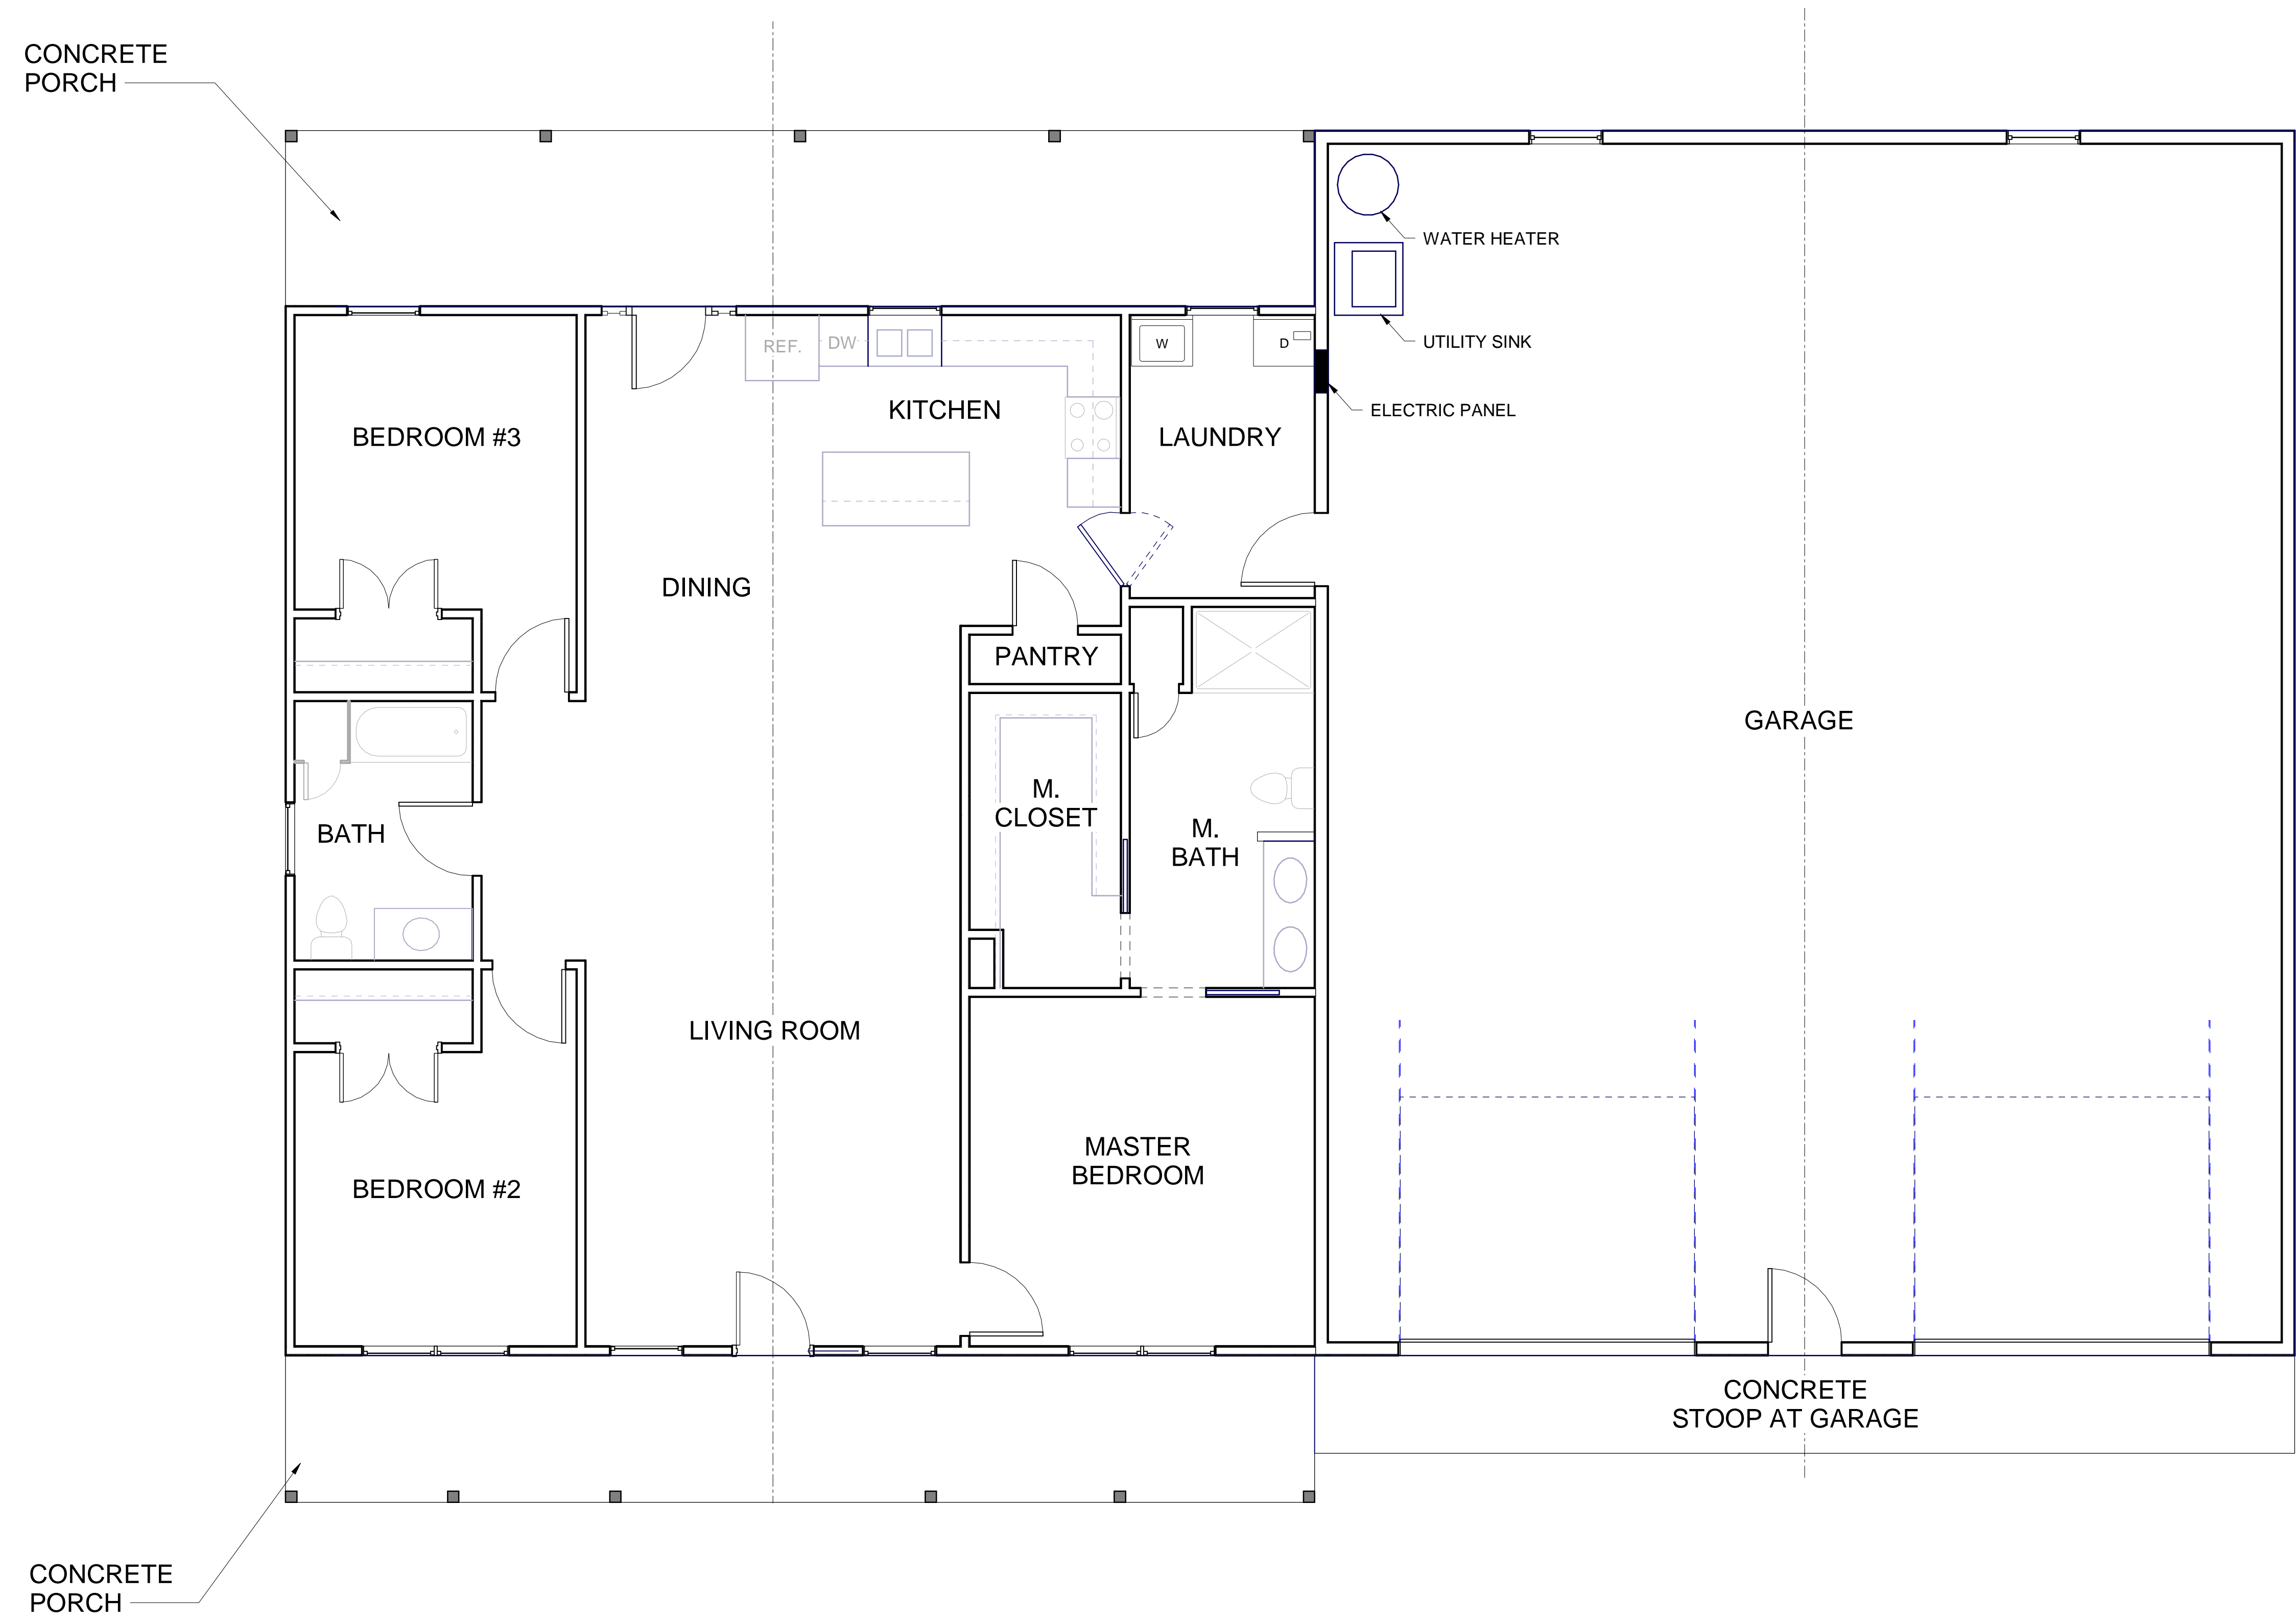 CONCRETE
PORCH
WATER HEATER
UTILITY SINK
ELECTRIC PANEL
REF.
DW
W
D
KITCHEN
BEDROOM #3
LAUNDRY
DINING
PANTRY
GARAGE
M.
CLOSET
BATH
M.
BATH
LIVING ROOM
MASTER
BEDROOM
BEDROOM #2
CONCRETE
STOOP AT GARAGE
CONCRETE
PORCH